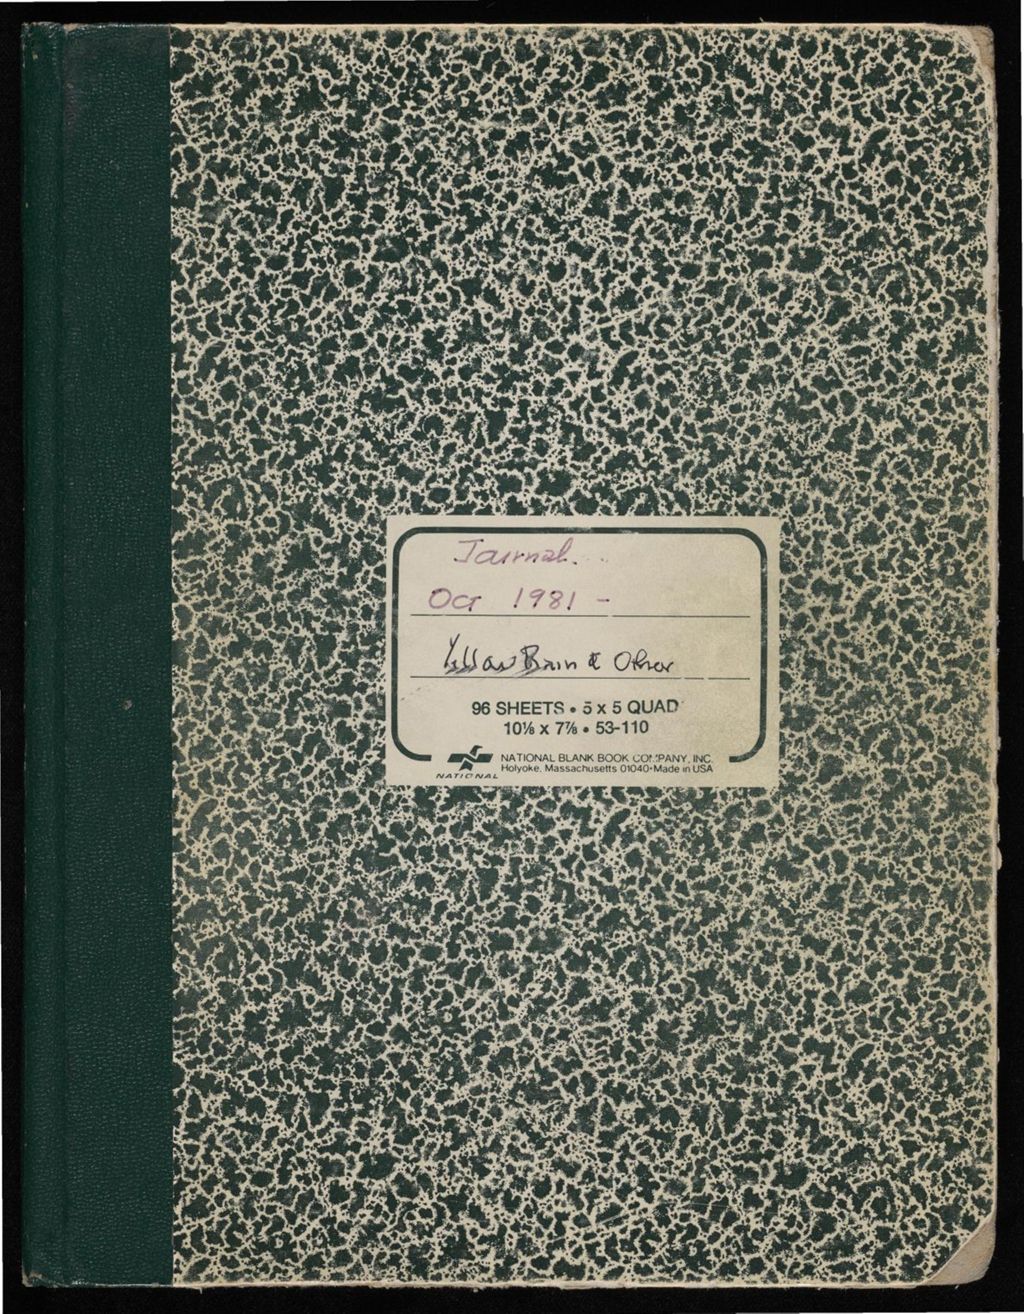 Journal. . .
Oct 1981 -
Yellow Rain & Other
96 SHEETS • 5 x 5 QUAD
10⅛ x 7⅞ • 53-110
NATIONAL BLANK BOOK COMPANY, INC.
Holyoke, Massachusetts 01040•Made in USA
NATIONAL